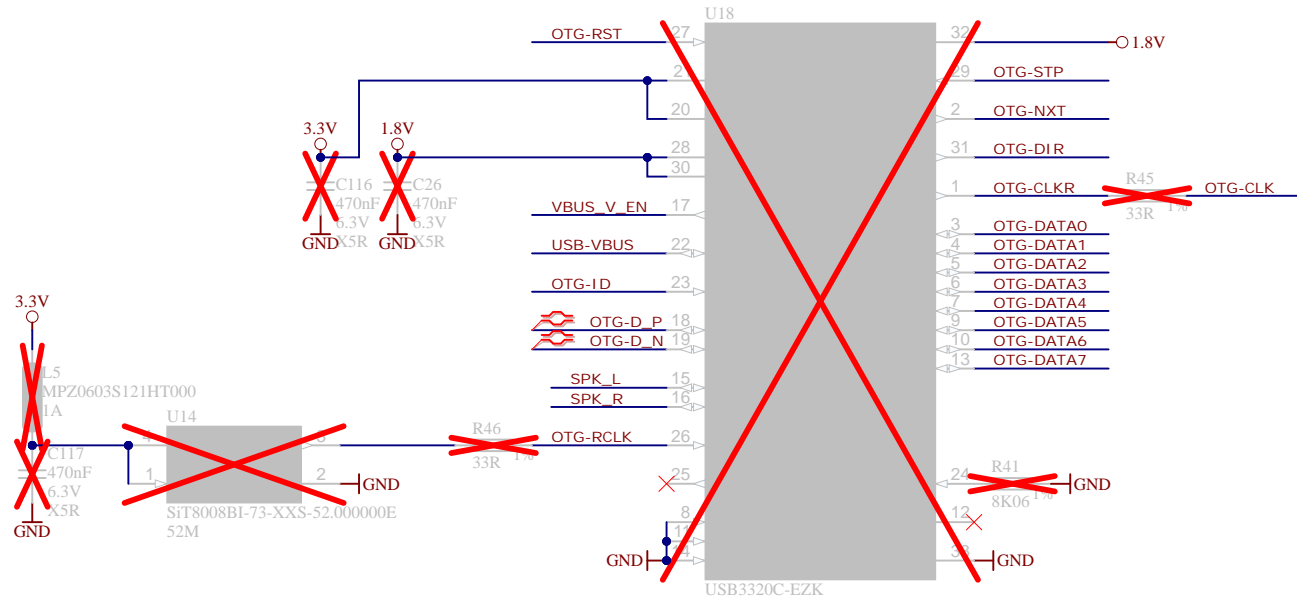 U18
OTG-RST
27
32
1.8V
2
29
OTG-STP
20
2
OTG-NXT
3.3V
1.8V
28
31
OTG-DIR
30
C116
470nF
6.3V
X5R
GND
C26
470nF
6.3V
X5R
GND
1
OTG-CLKR
R45
33R
1%
OTG-CLK
VBUS_V_EN
17
3
OTG-DATA0
USB-VBUS
22
4
OTG-DATA1
5
OTG-DATA2
OTG-ID
23
6
OTG-DATA3
7
OTG-DATA4
OTG-D_P
18
9
OTG-DATA5
OTG-D_N
19
10
OTG-DATA6
13
OTG-DATA7
3.3V
L5
MPZ0603S121HT000
1A
SPK_L
15
SPK_R
16
U14
4
3
R46
33R
1%
OTG-RCLK
26
C117
470nF
6.3V
X5R
GND
1
2
GND
25
24
R41
8K06
1%
GND
SiT8008BI-73-XXS-52.000000E
52M
8
12
11
GND
14
33
GND
USB3320C-EZK